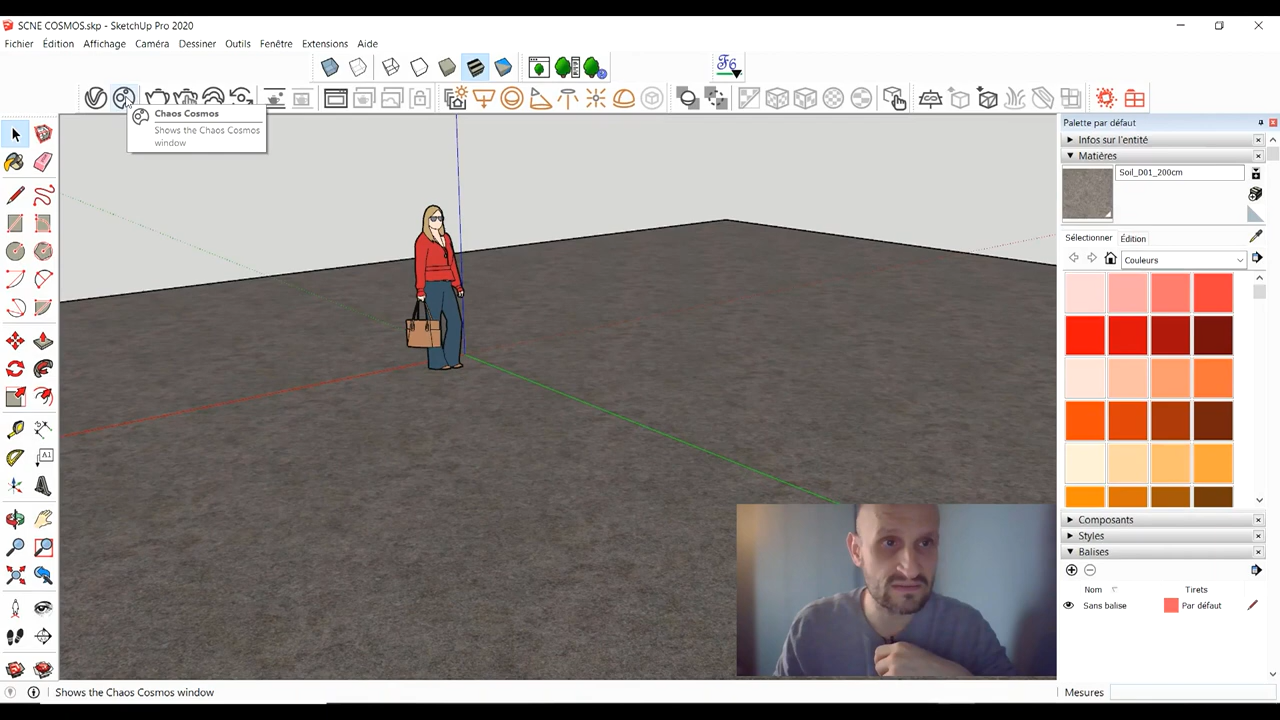 SCNE COSMOS.skp - SketchUp Pro 2020
Fichier Édition Affichage Caméra Dessiner Outils Fenêtre Extensions Aide
F6
Chaos Cosmos
Shows the Chaos Cosmos
window
Palette par défaut
Infos sur l'entité
Matières
Soil_D01_200cm
Sélectionner Édition
Couleurs
A1
Composants
Styles
Balises
Nom Tirets
Sans balise Par défaut
Shows the Chaos Cosmos window
Mesures